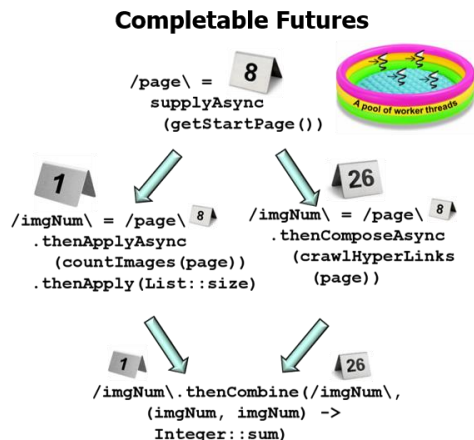 Completable Futures
/page\ = 8
supplyAsync
(getStartPage())
A pool of worker threads
1
/imgNum\ = /page\ 8
.thenApplyAsync
(countImages(page))
.thenApply(List::size)
26
/imgNum\ = /page\ 8
.thenComposeAsync
(crawlHyperLinks
(page))
1
26
/imgNum\.thenCombine(/imgNum\,
(imgNum, imgNum) ->
Integer::sum)